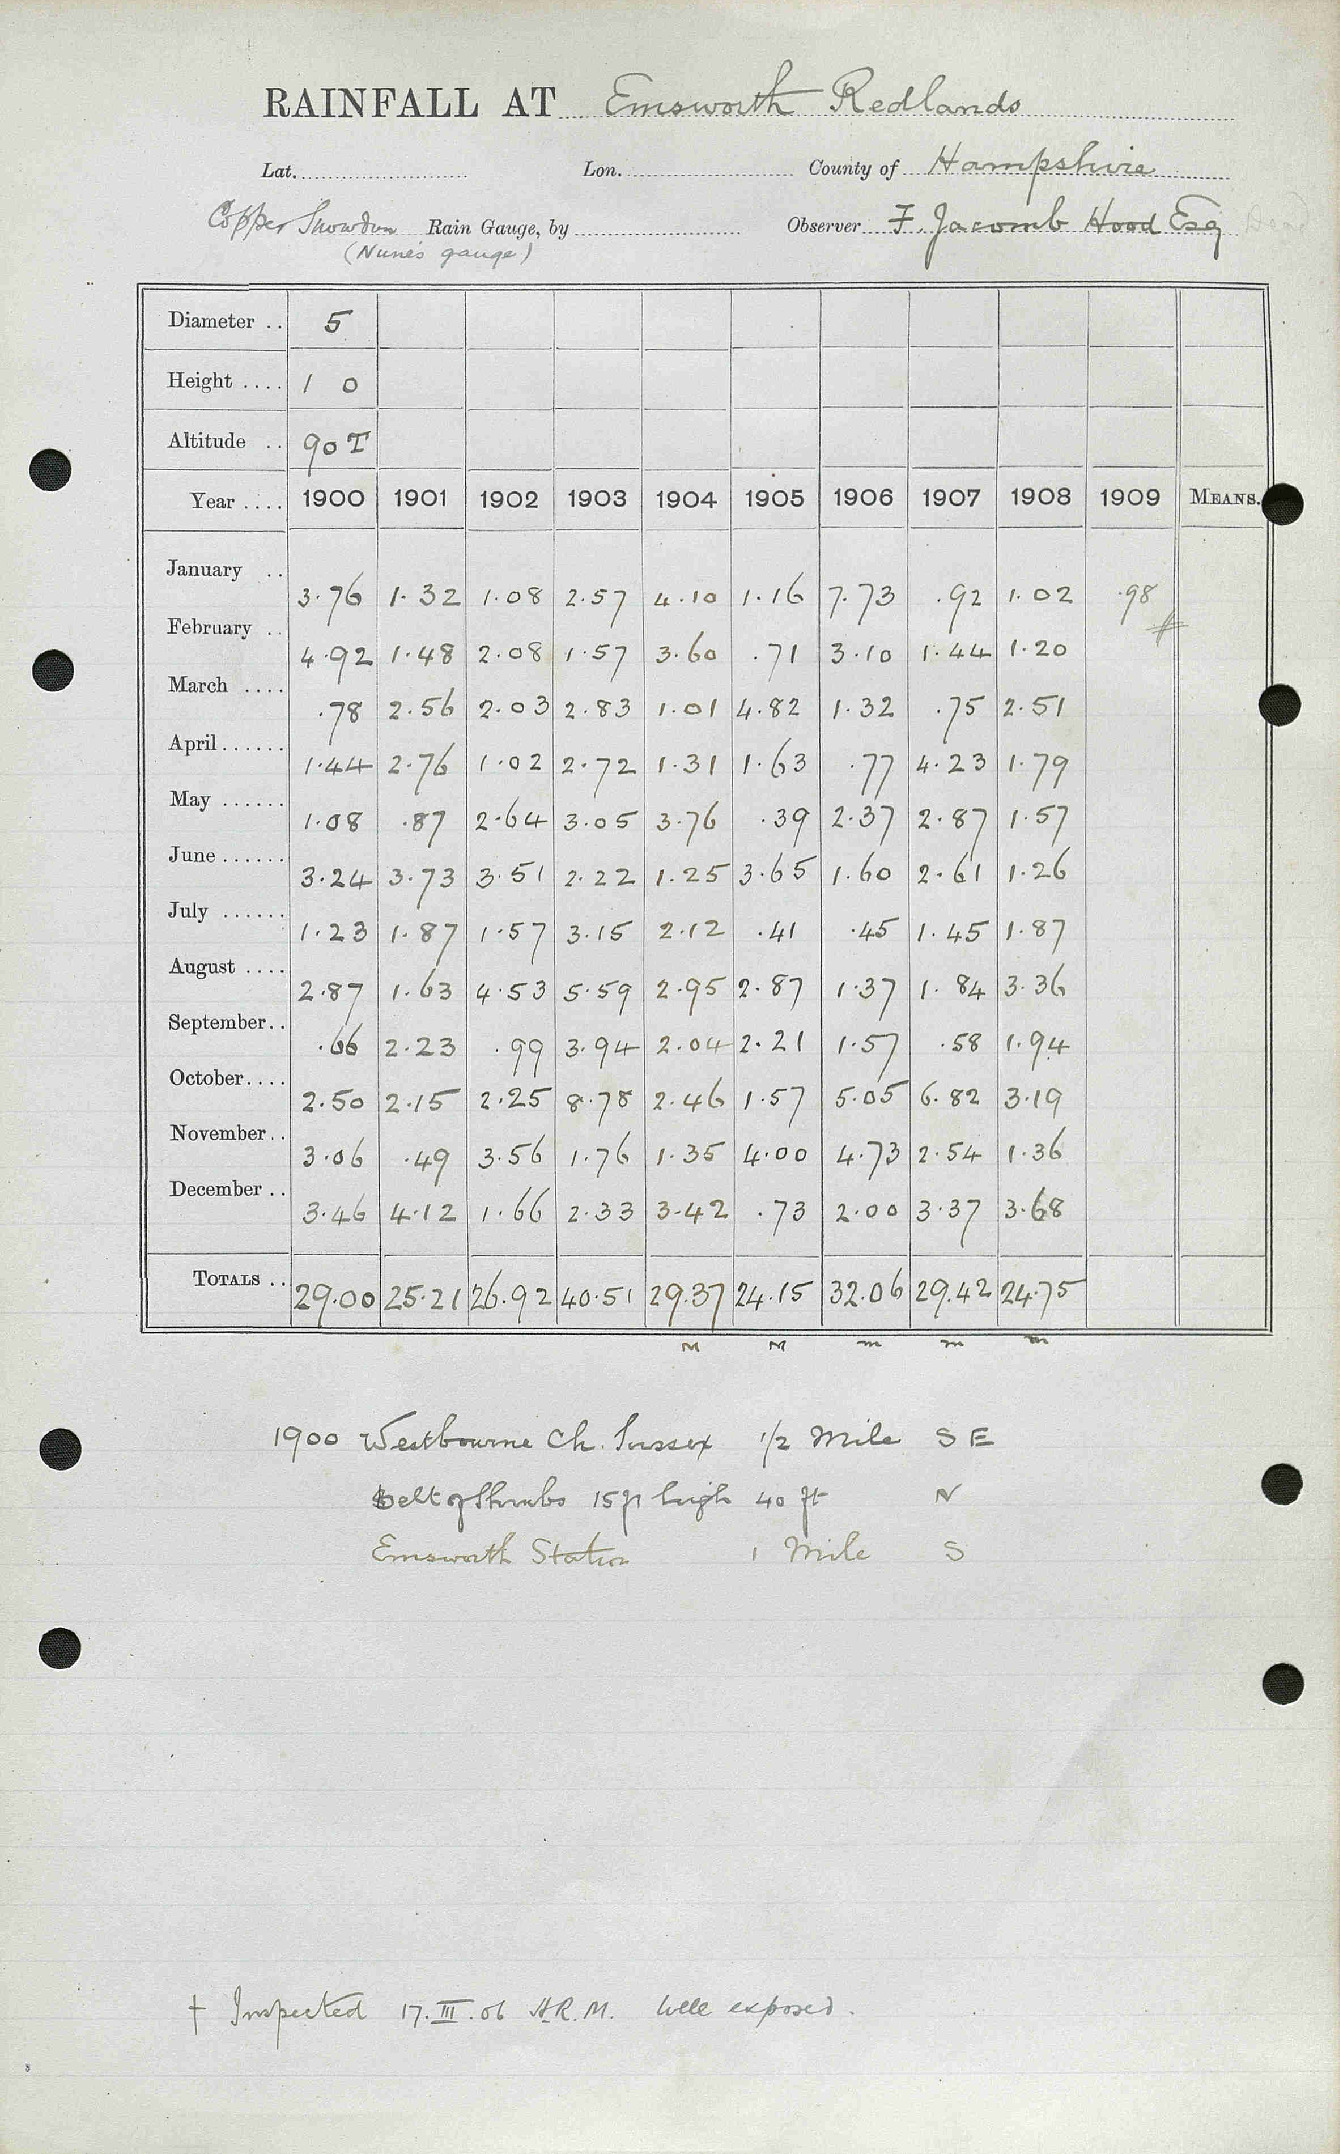 RAINFALL AT Emsworth Redlands
Lat. Lon. County of Hampshire
Copper Snowdon Rain Gauge, by Observer F. Jacomb Hood Esq
(Nune's gauge)
Diameter .. 5
Height .... 1 0
Altitude .. 90 T
Year .... 1900 1901 1902 1903 1904 1905 1906 1907 1908 1909 MEANS.
January .. 3.76 1.32 1.08 2.57 4.10 1.16 7.73 .92 1.02 .98
February .. 4.92 1.48 2.08 1.57 3.60 .71 3.10 1.44 1.20
March .... .78 2.56 2.03 2.83 1.01 4.82 1.32 .75 2.51
April ...... 1.44 2.76 1.02 2.72 1.31 1.63 .77 4.23 1.79
May ...... 1.08 .87 2.64 3.05 3.76 .39 2.37 2.87 1.57
June ...... 3.24 3.73 3.51 2.22 1.25 3.65 1.60 2.61 1.26
July ...... 1.23 1.87 1.57 3.15 2.12 .41 .45 1.45 1.87
August .... 2.87 1.63 4.53 5.59 2.95 2.87 1.37 1.84 3.36
September.. .66 2.23 .99 3.94 2.04 2.21 1.57 .58 1.94
October.... 2.50 2.15 2.25 8.78 2.46 1.57 5.05 6.82 3.19
November.. 3.06 .49 3.56 1.76 1.35 4.00 4.73 2.54 1.36
December .. 3.46 4.12 1.66 2.33 3.42 .73 2.00 3.37 3.68
TOTALS .. 29.00 25.21 26.92 40.51 29.37 24.15 32.06 29.42 24.75
M M m m m
1900 Westbourne Ch. Sussex 1/2 Mile S E
Belt of Shrubs 15 ft high 40 ft N
Emsworth Station 1 Mile S
† Inspected 17.III.06 H.R.M. Well exposed.